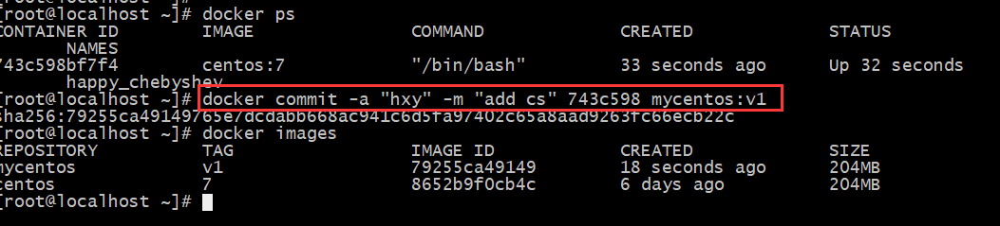 [root@localhost ~]# docker ps
CONTAINER ID IMAGE COMMAND CREATED STATUS
NAMES
743c598bf7f4 centos:7 "/bin/bash" 33 seconds ago Up 32 seconds
happy_chebyshev
[root@localhost ~]# docker commit -a "hxy" -m "add cs" 743c598 mycentos:v1
sha256:79255ca49149765e7dcdabb668ac941c6d5fa97402c65a8aad9263fc66ecb22c
[root@localhost ~]# docker images
REPOSITORY TAG IMAGE ID CREATED SIZE
mycentos v1 79255ca49149 18 seconds ago 204MB
centos 7 8652b9f0cb4c 6 days ago 204MB
[root@localhost ~]#